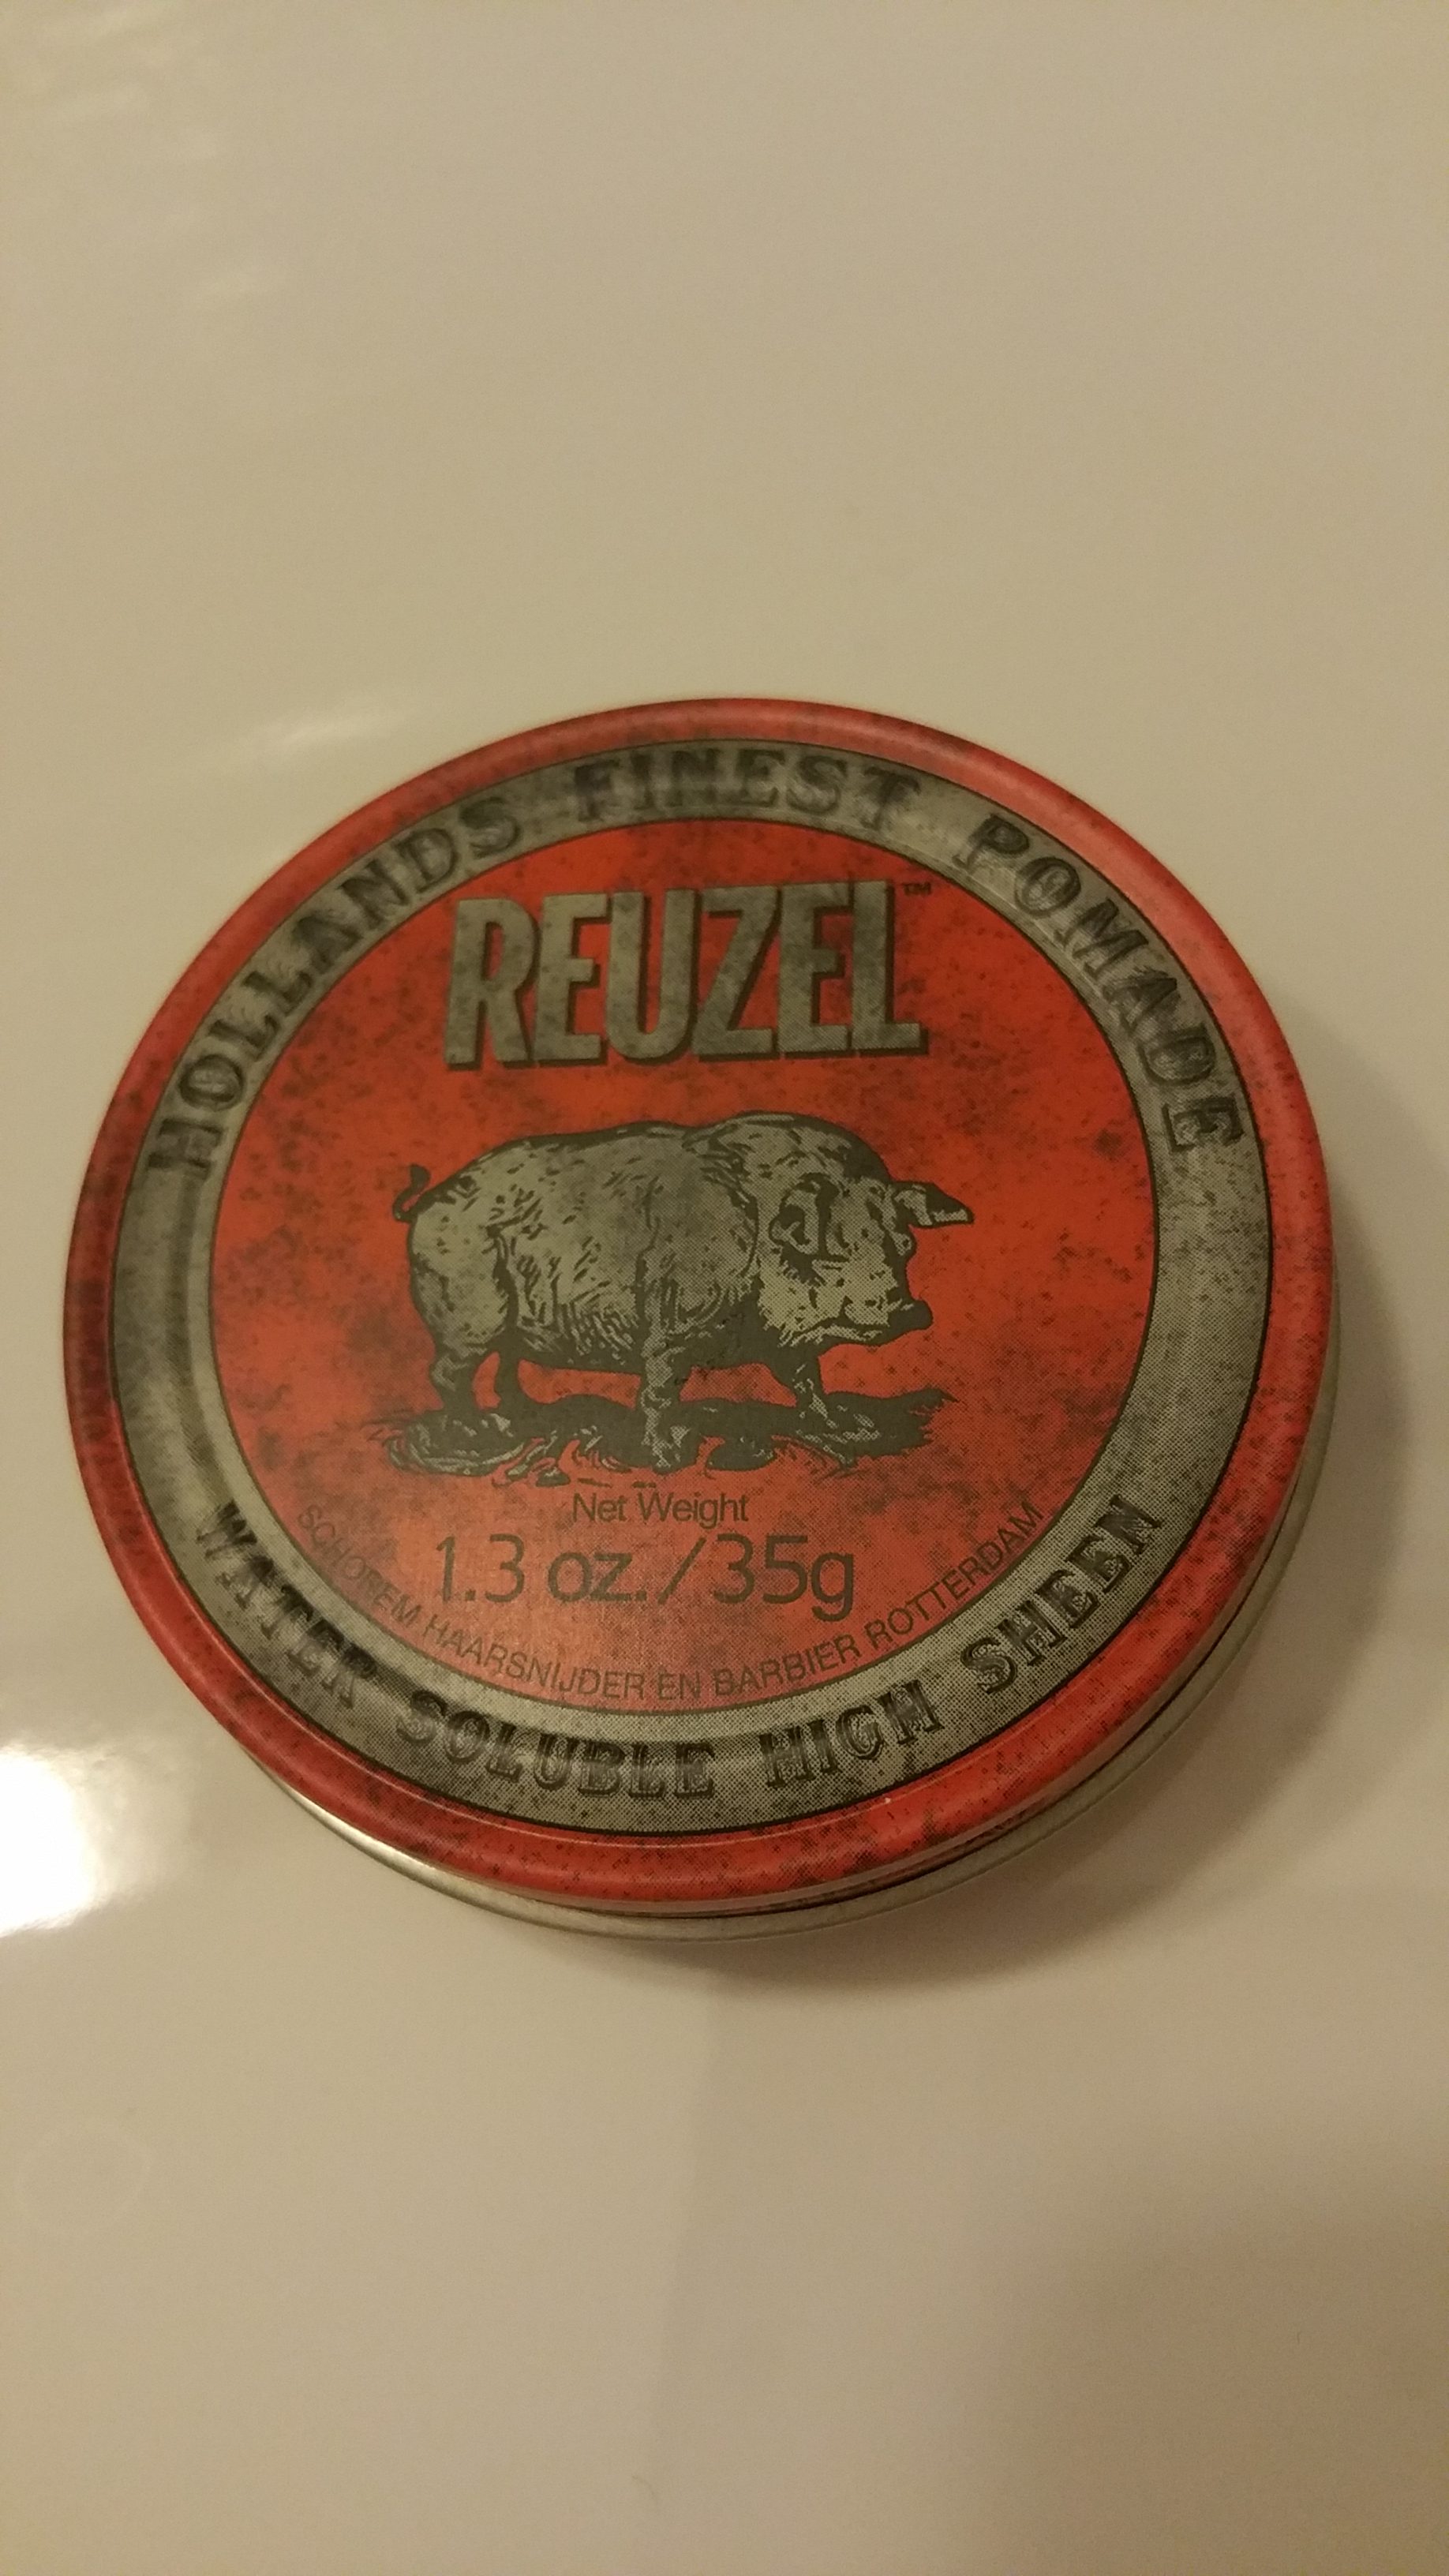 HOLLANDS FINEST POMADE
REUZEL™
Net Weight
1.3 oz./35g
SCHOREM HAARSNIJDER EN BARBIER ROTTERDAM
WATER SOLUBLE HIGH SHEEN